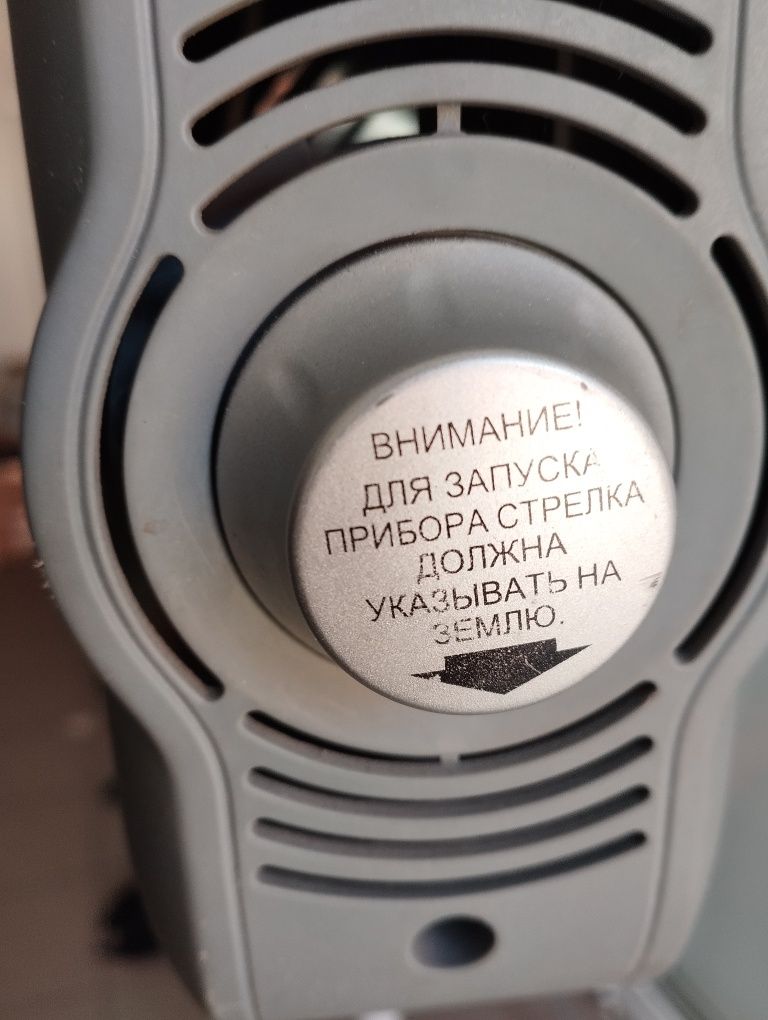 ВНИМАНИЕ!
ДЛЯ ЗАПУСКА
ПРИБОРА СТРЕЛКА
ДОЛЖНА
УКАЗЫВАТЬ НА
ЗЕМЛЮ.